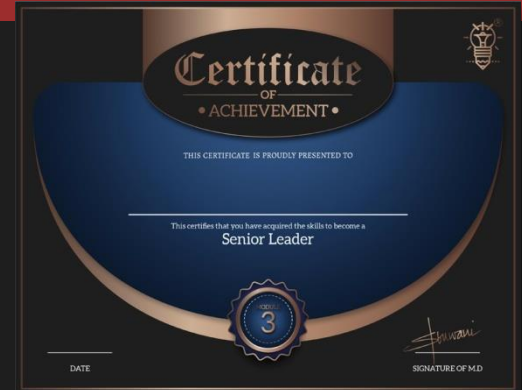 Certificate
OF
• ACHIEVEMENT •
THIS CERTIFICATE IS PROUDLY PRESENTED TO
This certifies that you have acquired the skills to become a
Senior Leader
3
DATE
SIGNATURE OF M.D